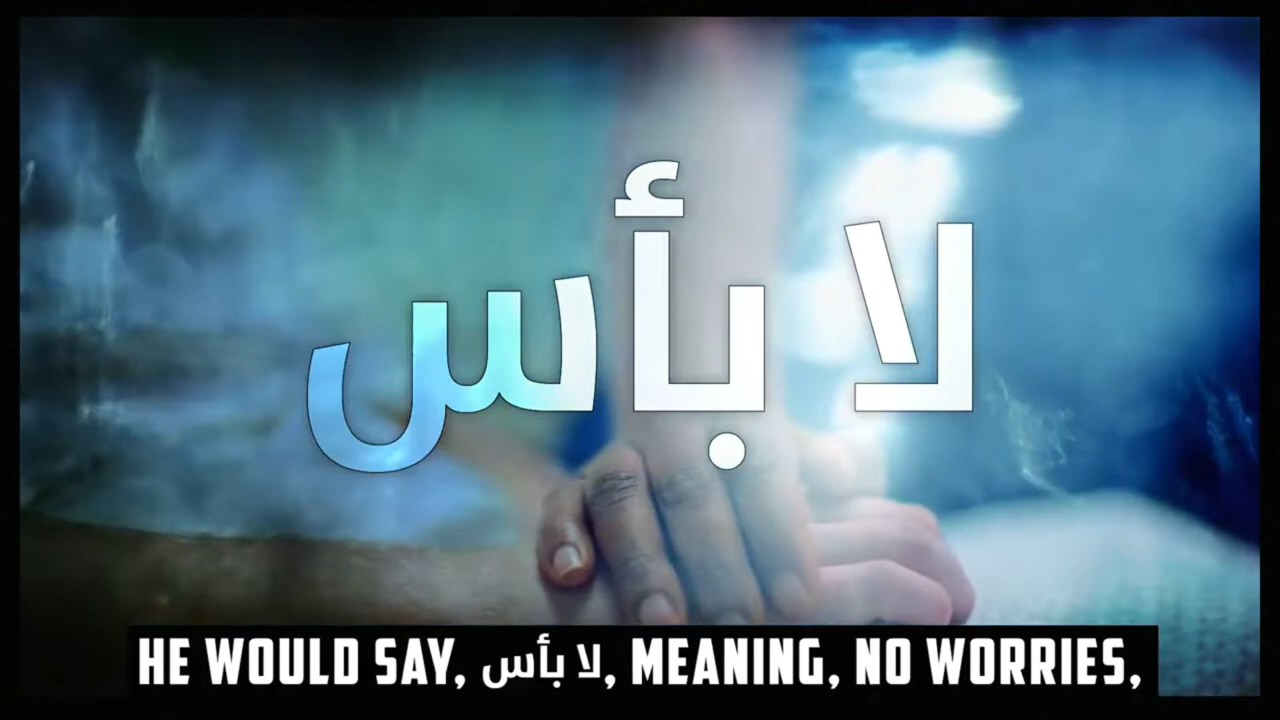 لا بأس
HE WOULD SAY, لا بأس, MEANING, NO WORRIES,